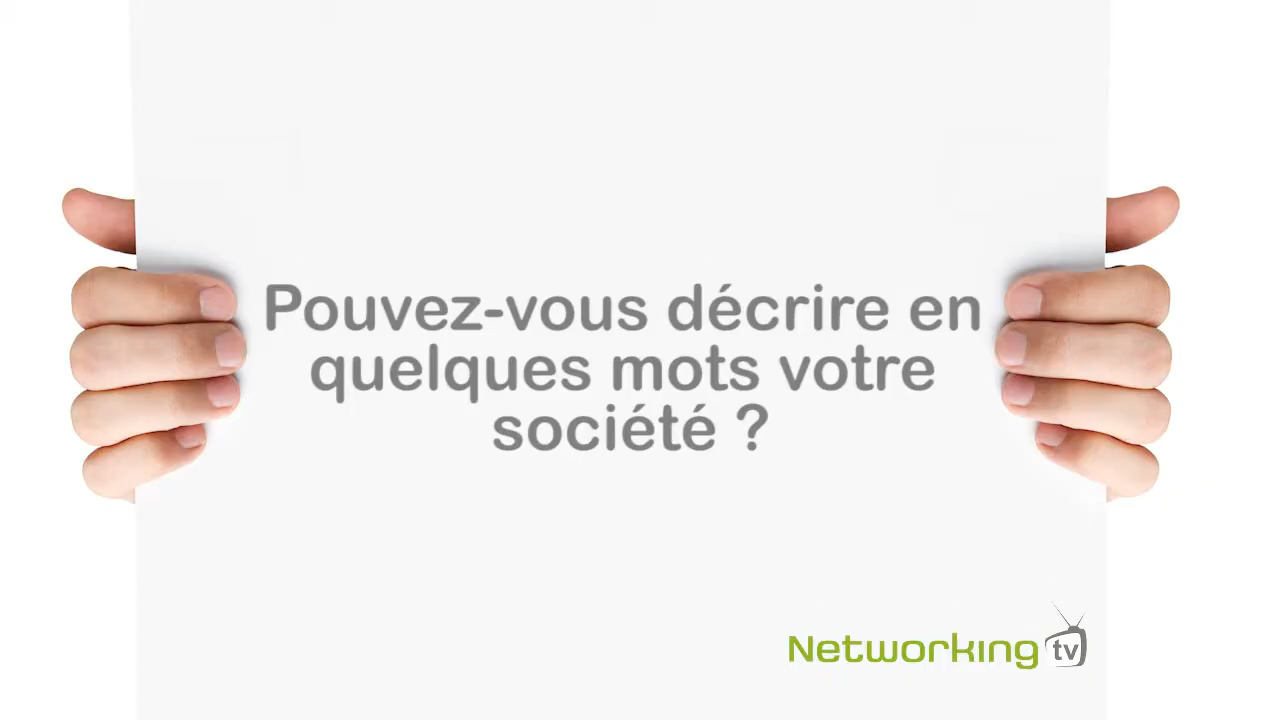 Pouvez-vous décrire en
quelques mots votre
société ?
Networking tv